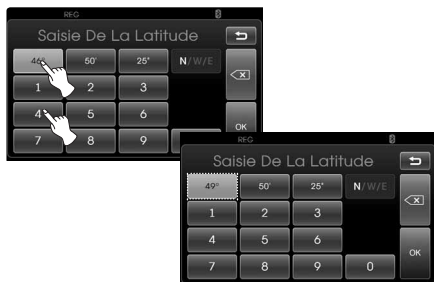 REC
Saisie De La Latitude
46° 50' 25" N/W/E
1 2 3
4 5 6
7 8 9
OK
REC
Saisie De La Latitude
49° 50' 25" N/W/E
1 2 3
4 5 6
OK
7 8 9 0